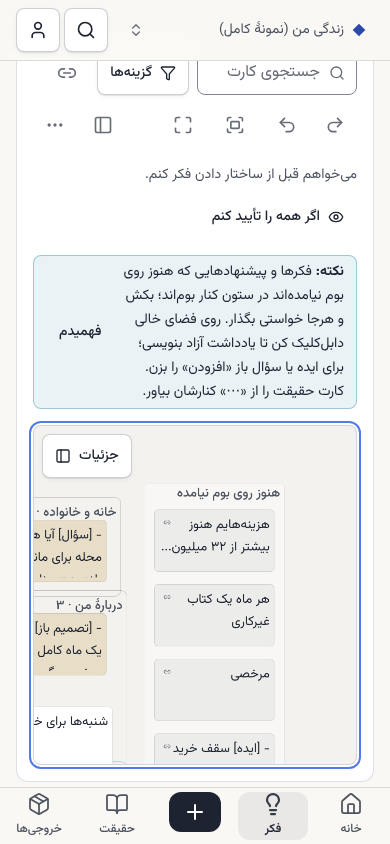 زندگی من (نمونهٔ کامل)
جستجوی کارت
گزینه‌ها
می‌خواهم قبل از ساختار دادن فکر کنم.
اگر همه را تأیید کنم
نکته: فکرها و پیشنهادهایی که هنوز روی
بوم نیامده‌اند در ستون کنار بوم‌اند؛ بکش
و هرجا خواستی بگذار. روی فضای خالی
دابل‌کلیک کن تا یادداشت آزاد بنویسی؛
برای ایده یا سؤال باز «افزودن» را بزن.
کارت حقیقت را از «⋯» کنارشان بیاور.
فهمیدم
جزئیات
هنوز روی بوم نیامده
هزینه‌هایم هنوز
بیشتر از ۳۲ میلیون...
هر ماه یک کتاب
غیرکاری
مرخصی
- [ایده] سقف خرید
خانه و خانواده ·
- [سؤال] آیا ه
محله برای مان
دربارهٔ من · ۳
- [تصمیم باز]
یک ماه کامل
شنبه‌ها برای خ
خانه
فکر
حقیقت
خروجی‌ها